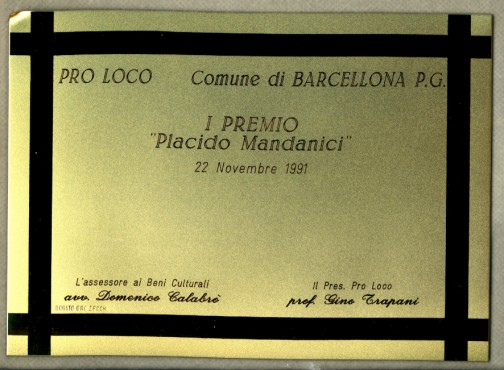 PRO LOCO Comune di BARCELLONA P.G.
I PREMIO
"Placido Mandanici"
22 Novembre 1991
L'assessore ai Beni Culturali Il Pres. Pro Loco
avv. Domenico Calabrò prof. Gino Trapani